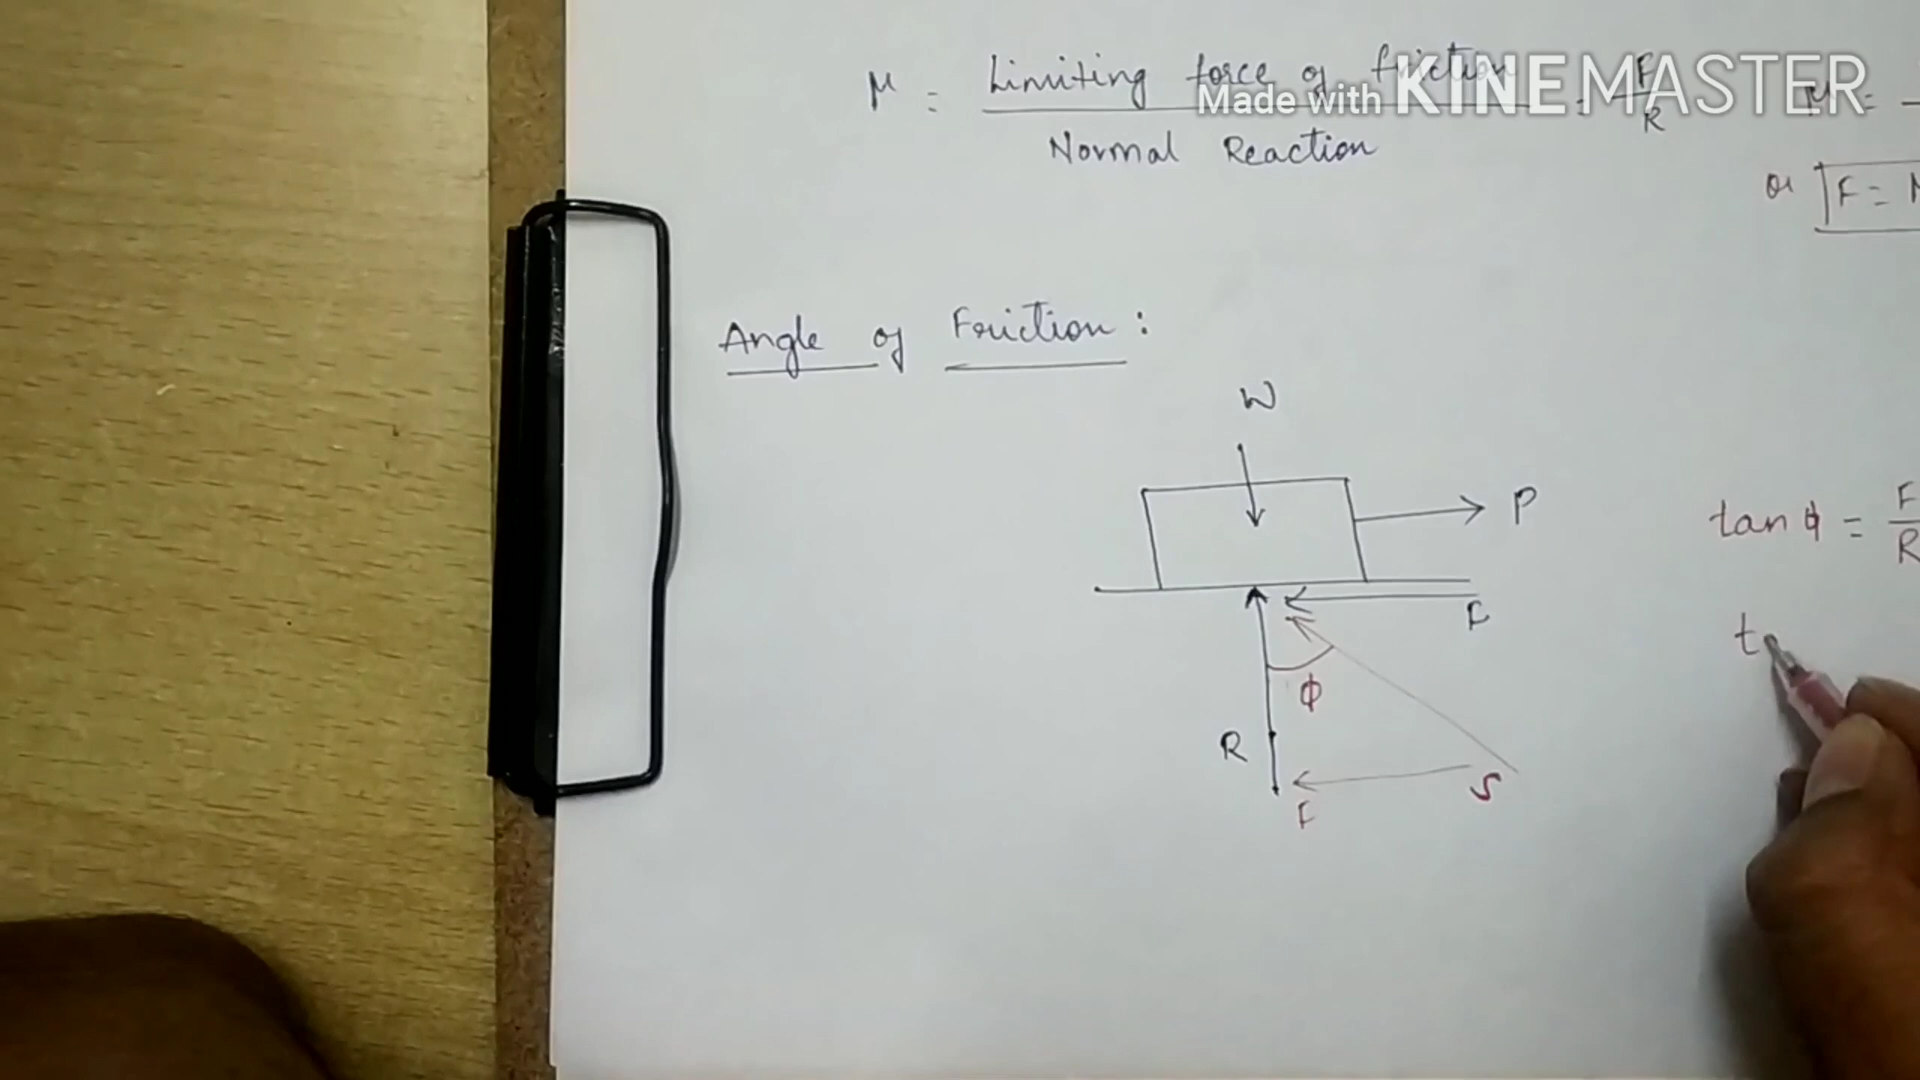 μ = Limiting force of friction = F
Normal Reaction R μ =
Made with KINEMASTER
or F = 
Angle of Friction :
W
P
tan ϕ = F
R
F
t
ϕ
R
S
F